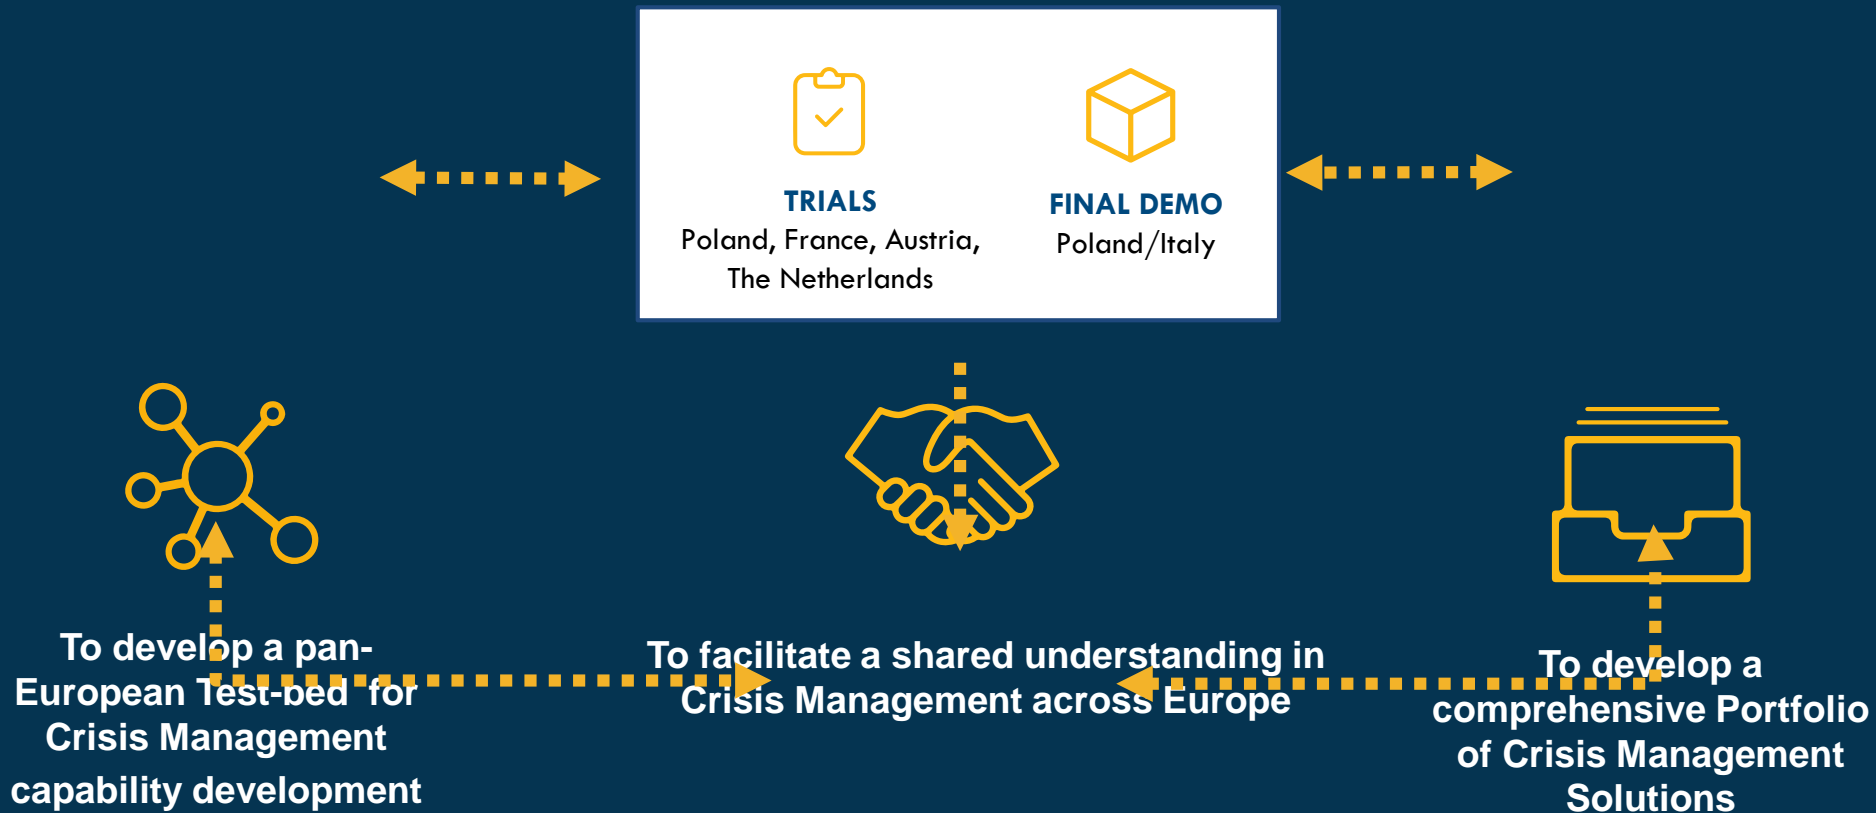 TRIALS
Poland, France, Austria,
The Netherlands
FINAL DEMO
Poland/Italy
To develop a pan-
European Test-bed for
Crisis Management
capability development
To facilitate a shared understanding in
Crisis Management across Europe
To develop a
comprehensive Portfolio
of Crisis Management
Solutions